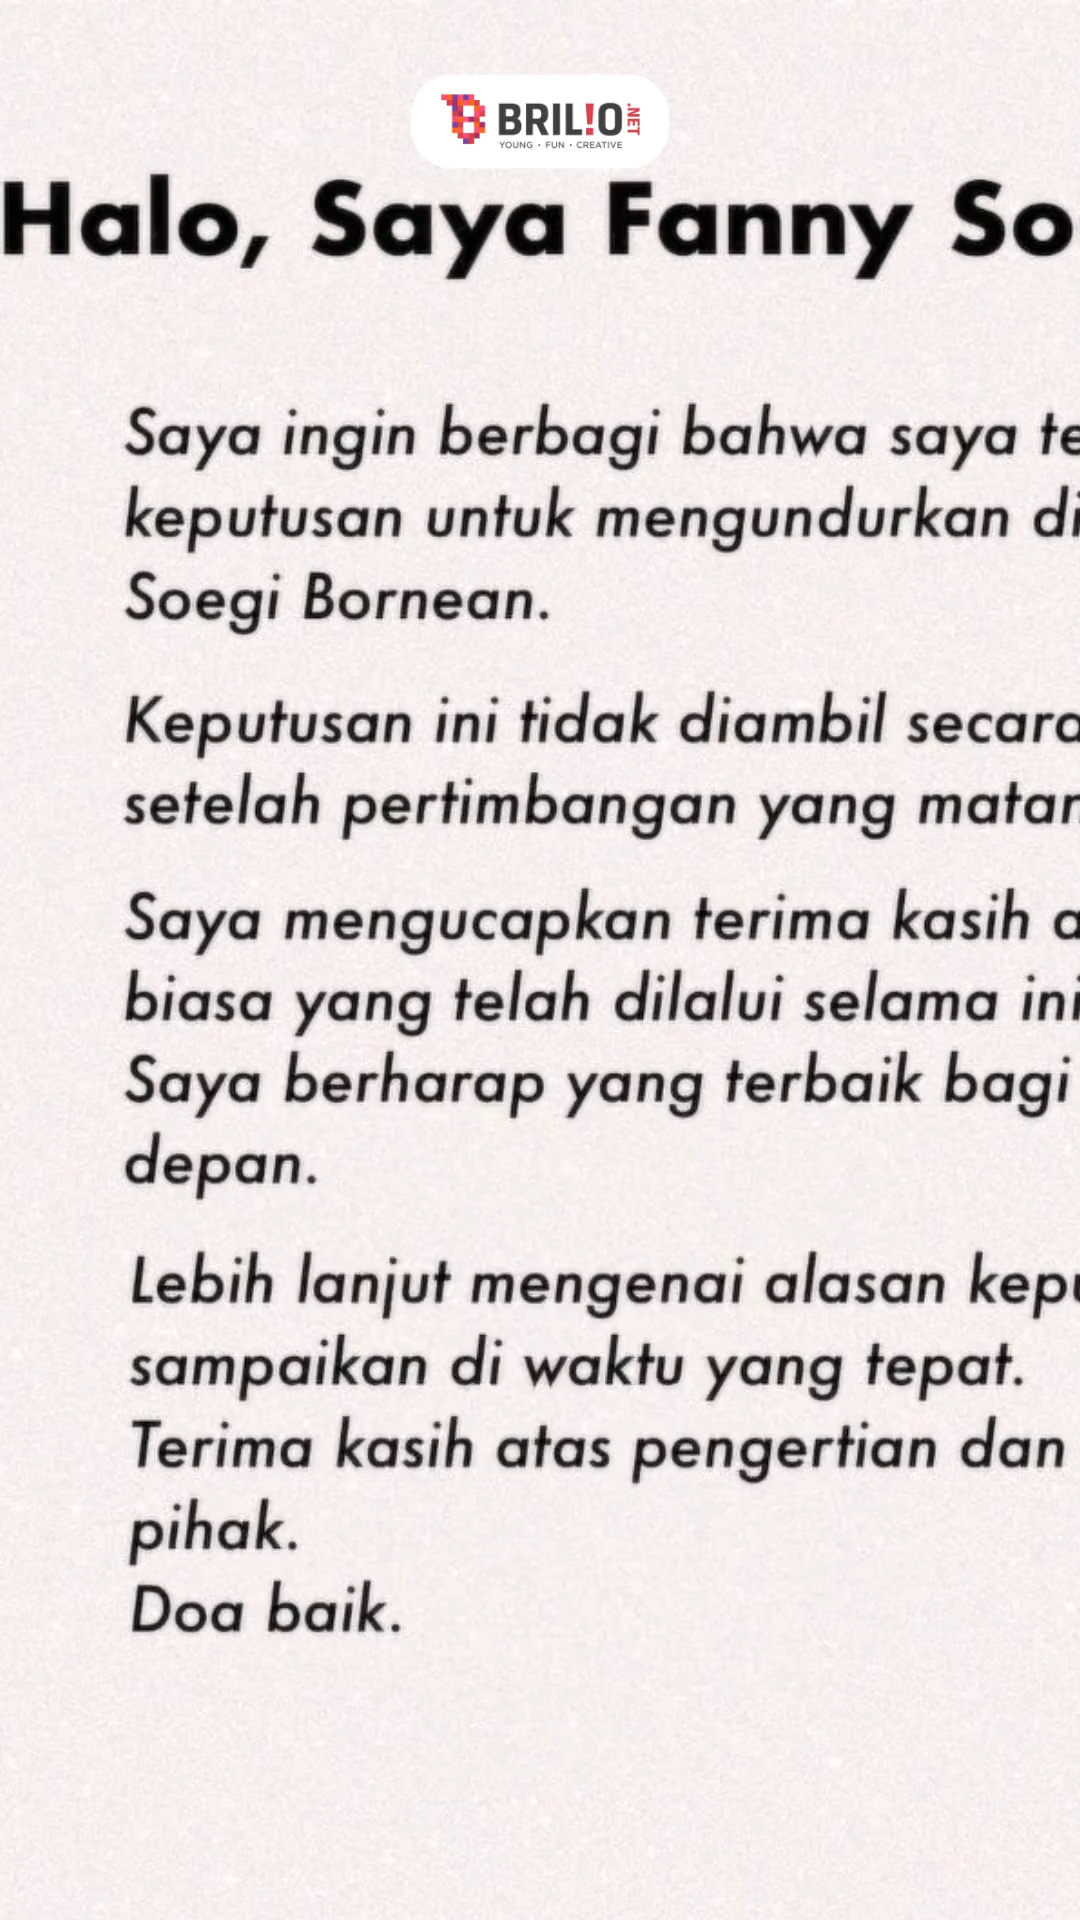 BRIL!O.NET
YOUNG • FUN • CREATIVE
Halo, Saya Fanny So
Saya ingin berbagi bahwa saya te
keputusan untuk mengundurkan di
Soegi Bornean.
Keputusan ini tidak diambil secara
setelah pertimbangan yang matan
Saya mengucapkan terima kasih a
biasa yang telah dilalui selama ini
Saya berharap yang terbaik bagi
depan.
Lebih lanjut mengenai alasan kepu
sampaikan di waktu yang tepat.
Terima kasih atas pengertian dan
pihak.
Doa baik.